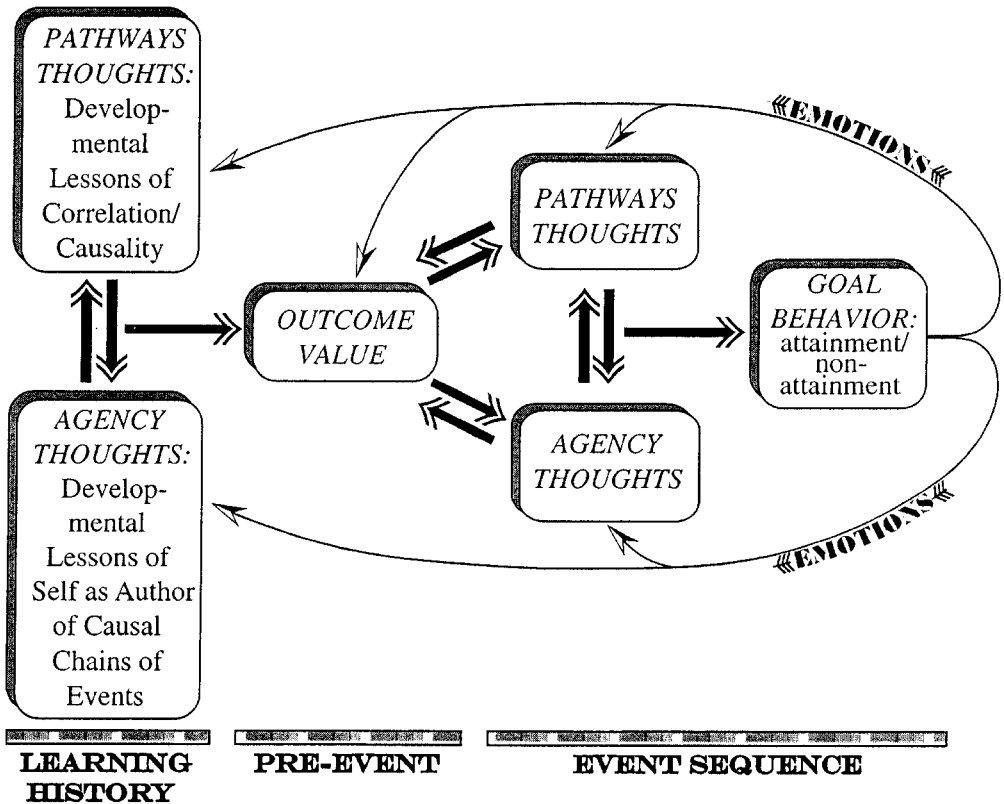 PATHWAYS
THOUGHTS:
Develop-
mental
Lessons of
Correlation/
Causality
AGENCY
THOUGHTS:
Develop-
mental
Lessons of
Self as Author
of Causal
Chains of
Events
OUTCOME
VALUE
PATHWAYS
THOUGHTS
AGENCY
THOUGHTS
GOAL
BEHAVIOR:
attainment/
non-
attainment
EMOTIONS
EMOTIONS
LEARNING
HISTORY
PRE-EVENT
EVENT SEQUENCE